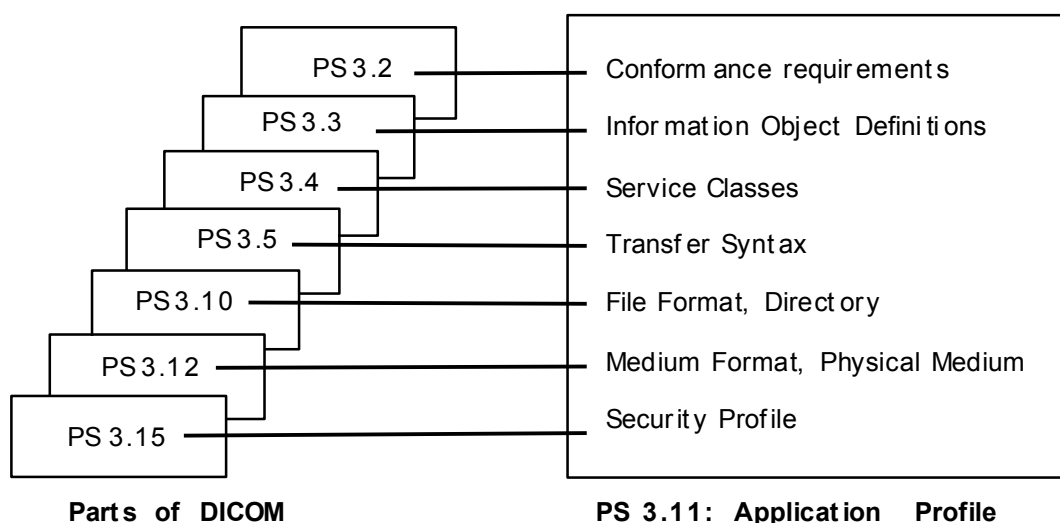 PS 3.2 Conformance requirements
PS 3.3 Information Object Definitions
PS 3.4 Service Classes
PS 3.5 Transfer Syntax
PS 3.10 File Format, Directory
PS 3.12 Medium Format, Physical Medium
PS 3.15 Security Profile
Parts of DICOM PS 3.11: Application Profile